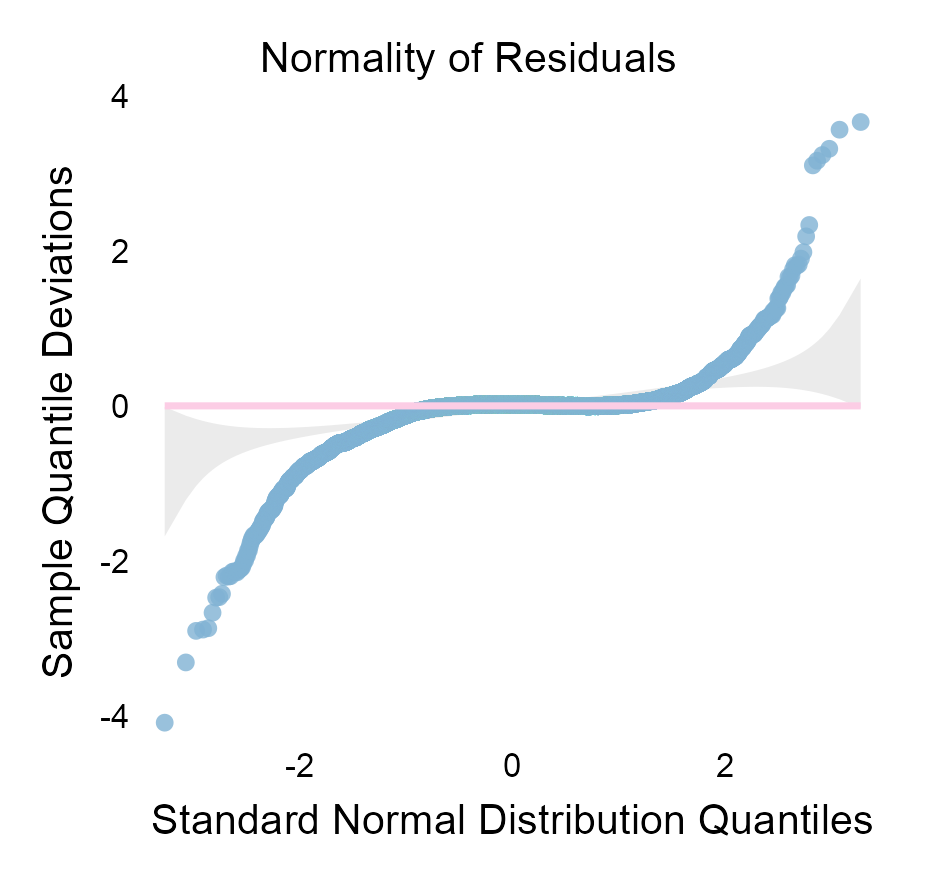 Normality of Residuals
4
2
0
-2
-4
Sample Quantile Deviations
-2 0 2
Standard Normal Distribution Quantiles